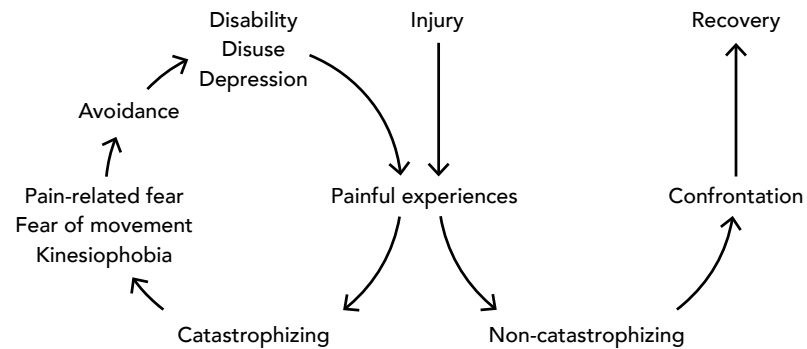 Disability
Disuse
Depression
Injury
Recovery
Avoidance
Pain-related fear
Fear of movement
Kinesiophobia
Painful experiences
Confrontation
Catastrophizing
Non-catastrophizing